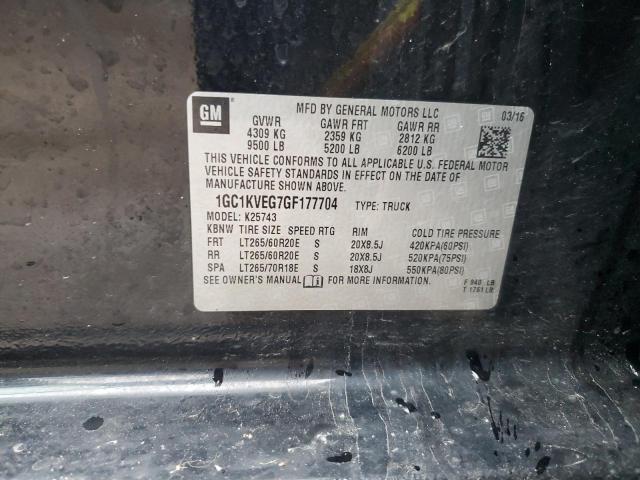 GM
MFD BY GENERAL MOTORS LLC
03/16
GVWR GAWR FRT GAWR RR
4309 KG 2359 KG 2812 KG
9500 LB 5200 LB 6200 LB
THIS VEHICLE CONFORMS TO ALL APPLICABLE U.S. FEDERAL MOTOR
VEHICLE SAFETY STANDARDS IN EFFECT ON THE DATE OF
MANUFACTURE SHOWN ABOVE.
1GC1KVEG7GF177704 TYPE: TRUCK
MODEL: K25743
KBNW TIRE SIZE SPEED RTG RIM COLD TIRE PRESSURE
FRT LT265/60R20E S 20X8.5J 420KPA(60PSI)
RR LT265/60R20E S 20X8.5J 520KPA(75PSI)
SPA LT265/70R18E S 18X8J 550KPA(80PSI)
SEE OWNER'S MANUAL FOR MORE INFORMATION.
F 940 LB
T 1761 LB